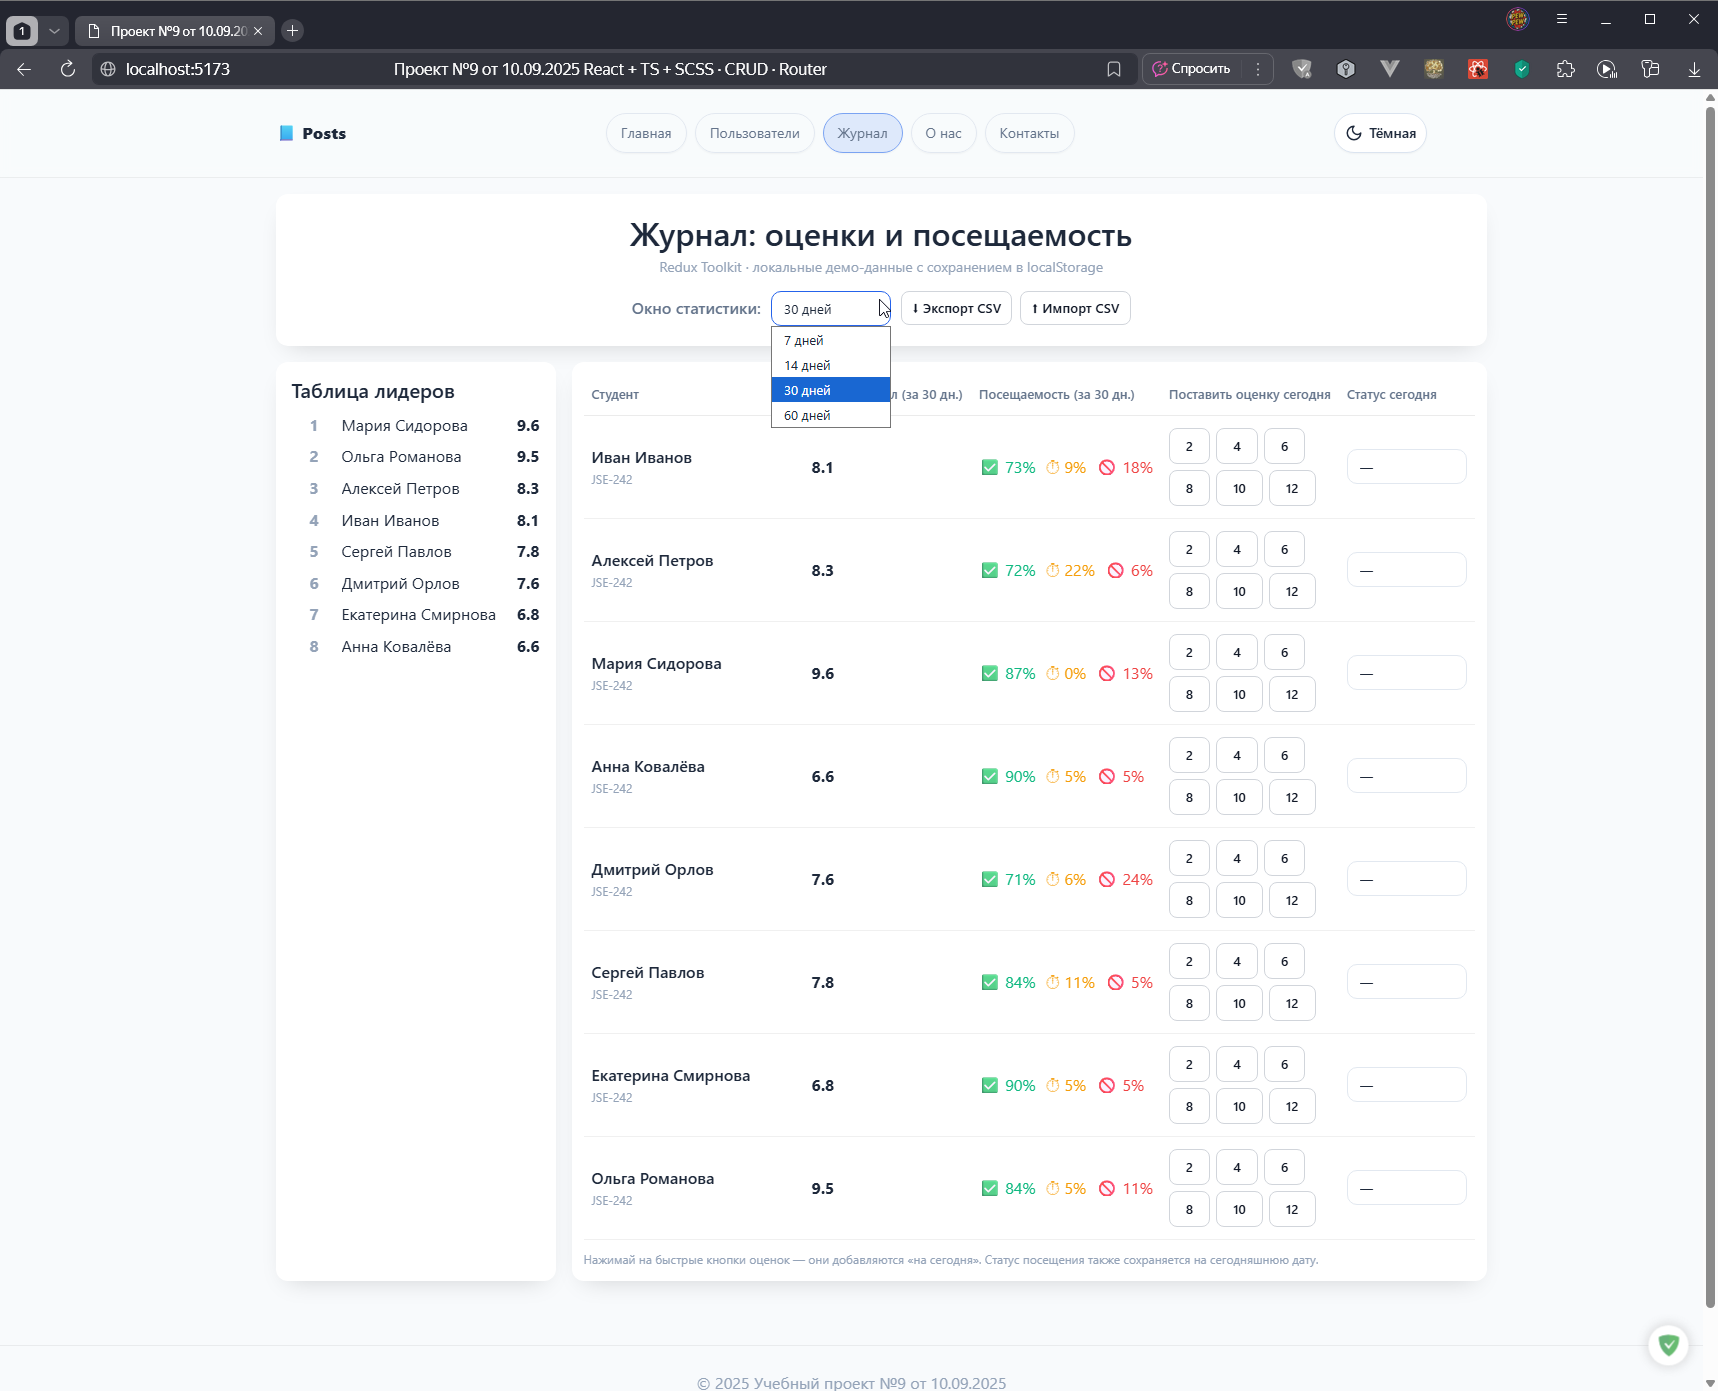 1
Проект №9 от 10.09.20
localhost:5173
Проект №9 от 10.09.2025 React + TS + SCSS · CRUD · Router
Спросить
Posts
Главная
Пользователи
Журнал
О нас
Контакты
Тёмная
Журнал: оценки и посещаемость
Redux Toolkit · локальные демо-данные с сохранением в localStorage
Окно статистики:
30 дней
Экспорт CSV
Импорт CSV
7 дней
14 дней
30 дней
60 дней
Таблица лидеров
1 Мария Сидорова 9.6
2 Ольга Романова 9.5
3 Алексей Петров 8.3
4 Иван Иванов 8.1
5 Сергей Павлов 7.8
6 Дмитрий Орлов 7.6
7 Екатерина Смирнова 6.8
8 Анна Ковалёва 6.6
Студент л (за 30 дн.) Посещаемость (за 30 дн.) Поставить оценку сегодня Статус сегодня
Иван Иванов
JSE-242
8.1
73% 9% 18%
2 4 6
8 10 12
—
Алексей Петров
JSE-242
8.3
72% 22% 6%
2 4 6
8 10 12
—
Мария Сидорова
JSE-242
9.6
87% 0% 13%
2 4 6
8 10 12
—
Анна Ковалёва
JSE-242
6.6
90% 5% 5%
2 4 6
8 10 12
—
Дмитрий Орлов
JSE-242
7.6
71% 6% 24%
2 4 6
8 10 12
—
Сергей Павлов
JSE-242
7.8
84% 11% 5%
2 4 6
8 10 12
—
Екатерина Смирнова
JSE-242
6.8
90% 5% 5%
2 4 6
8 10 12
—
Ольга Романова
JSE-242
9.5
84% 5% 11%
2 4 6
8 10 12
—
Нажимай на быстрые кнопки оценок — они добавляются «на сегодня». Статус посещения также сохраняется на сегодняшнюю дату.
© 2025 Учебный проект №9 от 10.09.2025